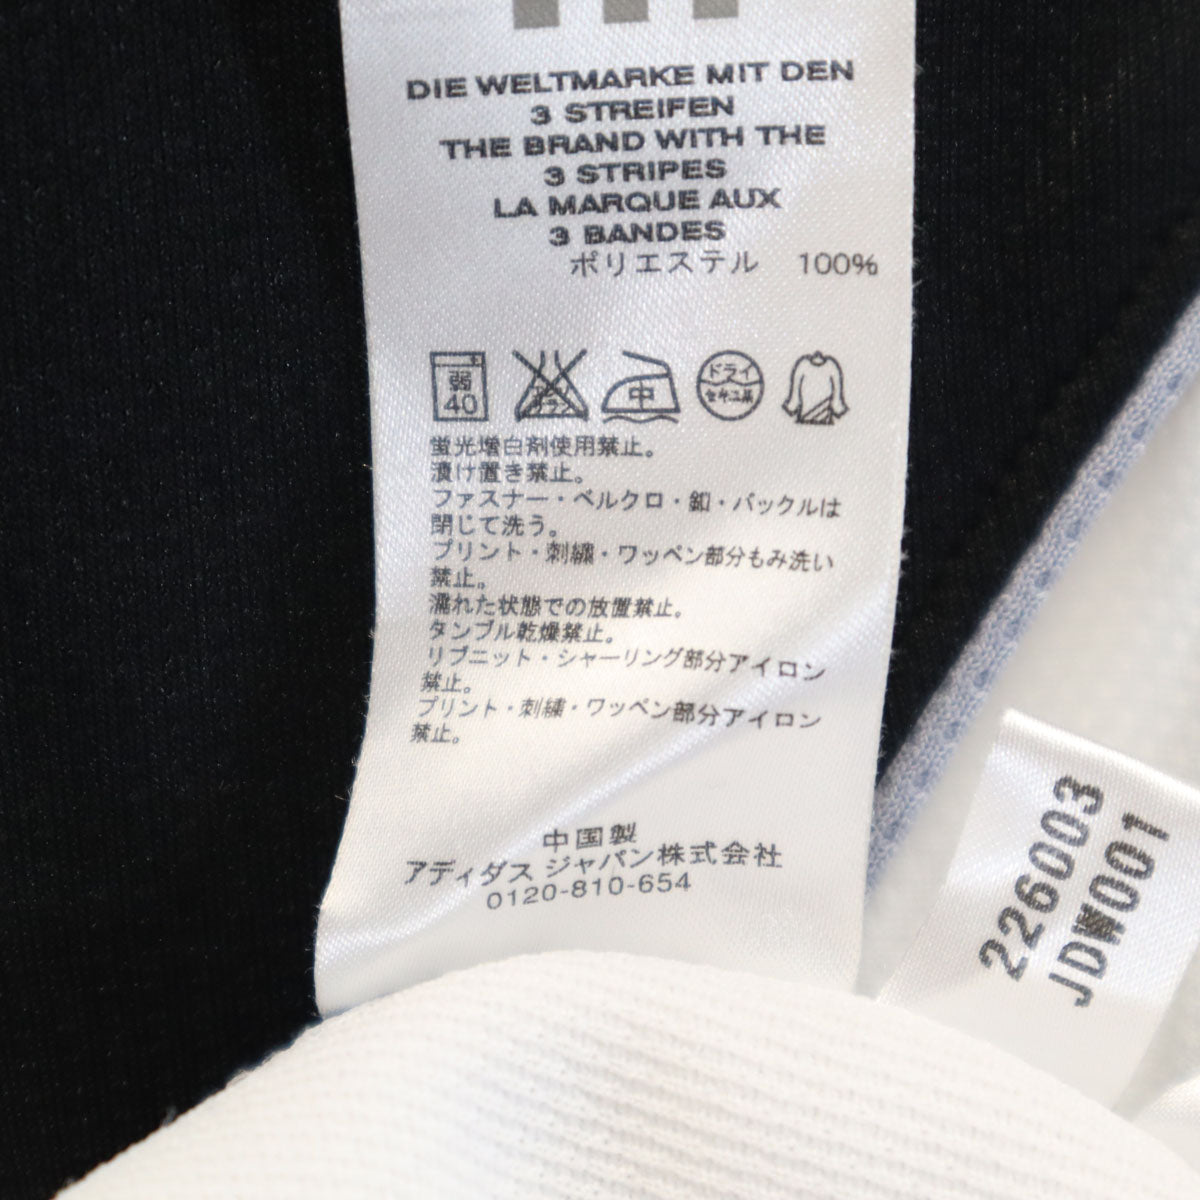 DIE WELTMARKE MIT DEN
3 STREIFEN
THE BRAND WITH THE
3 STRIPES
LA MARQUE AUX
3 BANDES
ポリエステル 100%
弱
40
中
ドライ
セキユ系
蛍光増白剤使用禁止。
漬け置き禁止。
ファスナー・ベルクロ・釦・バックルは
閉じて洗う。
プリント・刺繍・ワッペン部分もみ洗い
禁止。
濡れた状態での放置禁止。
タンブル乾燥禁止。
リブニット・シャーリング部分アイロン
禁止。
プリント・刺繍・ワッペン部分アイロン
禁止。
中国製
アディダス ジャパン株式会社
0120-810-654
226003
JDW001